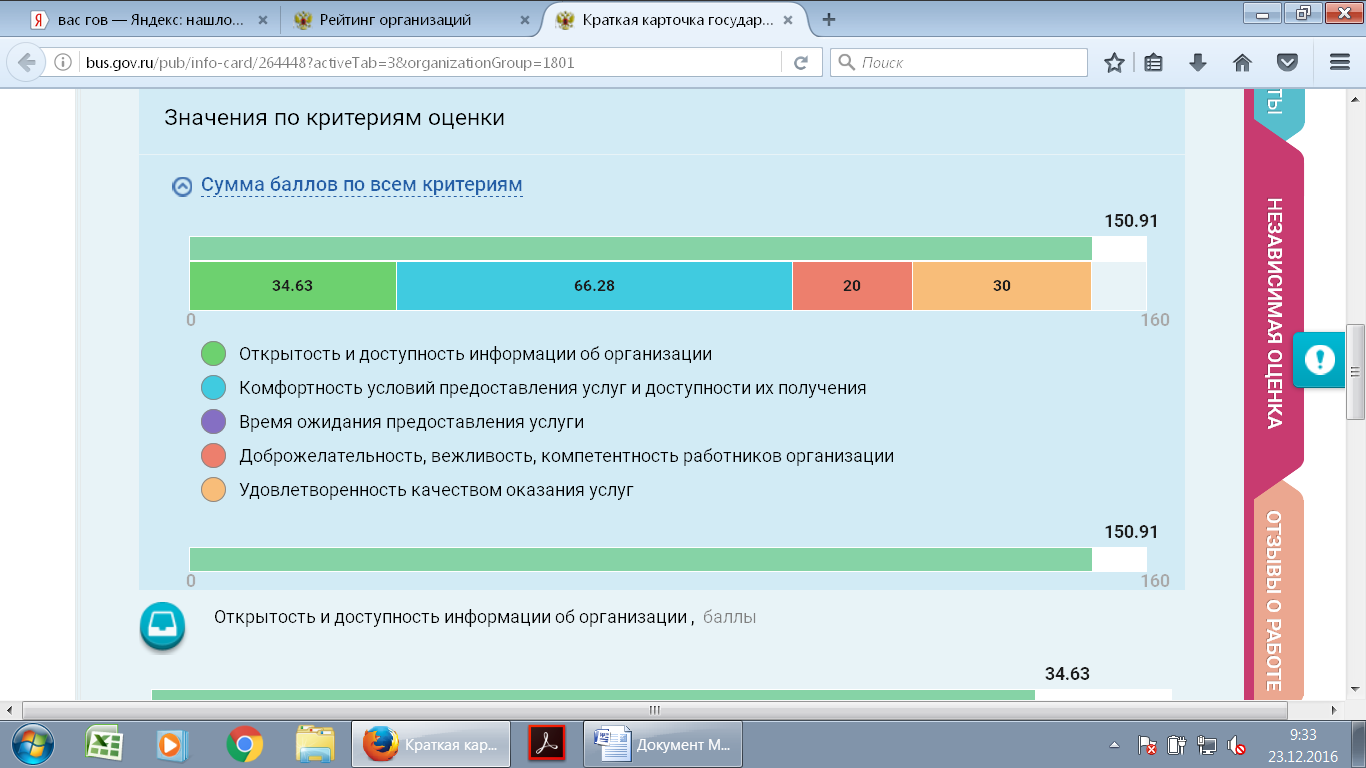 вас гов — Яндекс: нашло...
Рейтинг организаций
Краткая карточка государ...
bus.gov.ru/pub/info-card/264448?activeTab=3&organizationGroup=1801
Поиск
Значения по критериям оценки
Сумма баллов по всем критериям
150.91
34.63 66.28 20 30
0 160
Открытость и доступность информации об организации
Комфортность условий предоставления услуг и доступности их получения
Время ожидания предоставления услуги
Доброжелательность, вежливость, компетентность работников организации
Удовлетворенность качеством оказания услуг
150.91
0 160
Открытость и доступность информации об организации , баллы
34.63
ТЫ
НЕЗАВИСИМАЯ ОЦЕНКА
ОТЗЫВЫ О РАБОТЕ
Краткая кар...
Документ М...
9:33
23.12.2016